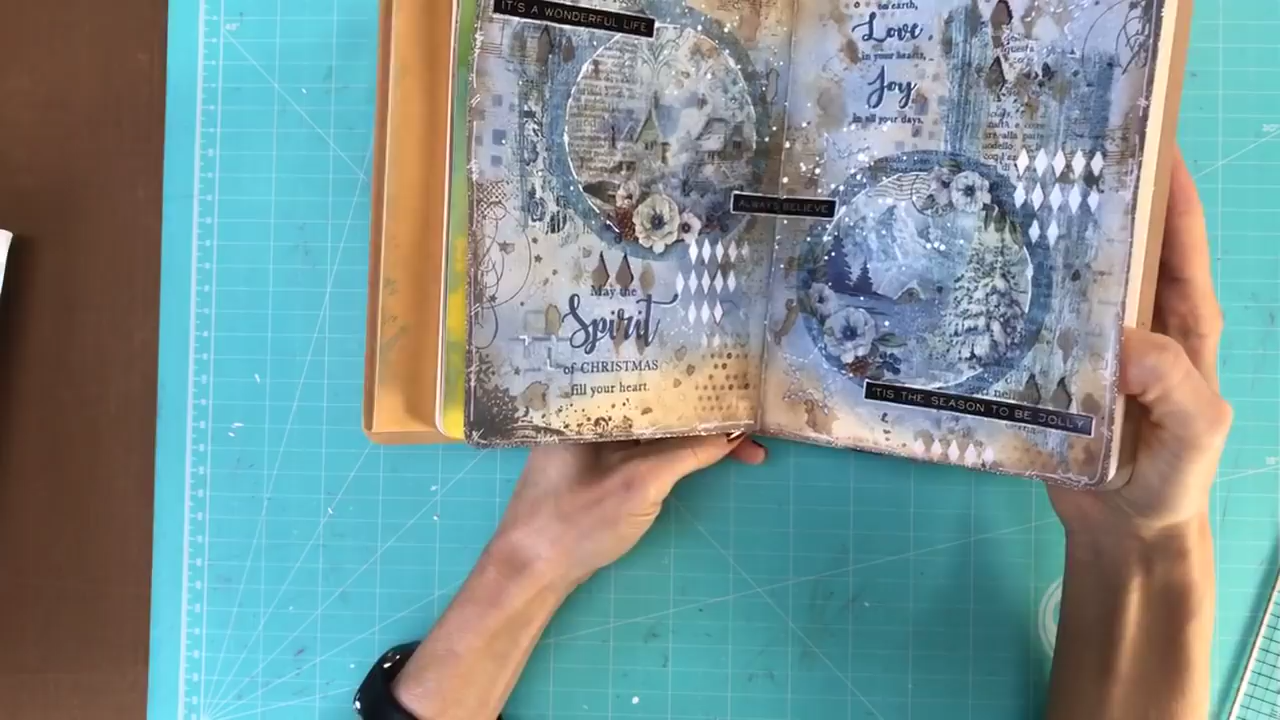 IT'S A WONDERFUL LIFE
on earth,
Love,
in your hearts,
Joy
in all your days.
ALWAYS BELIEVE
May the
Spirit
of CHRISTMAS
fill your heart.
'TIS THE SEASON TO BE JOLLY